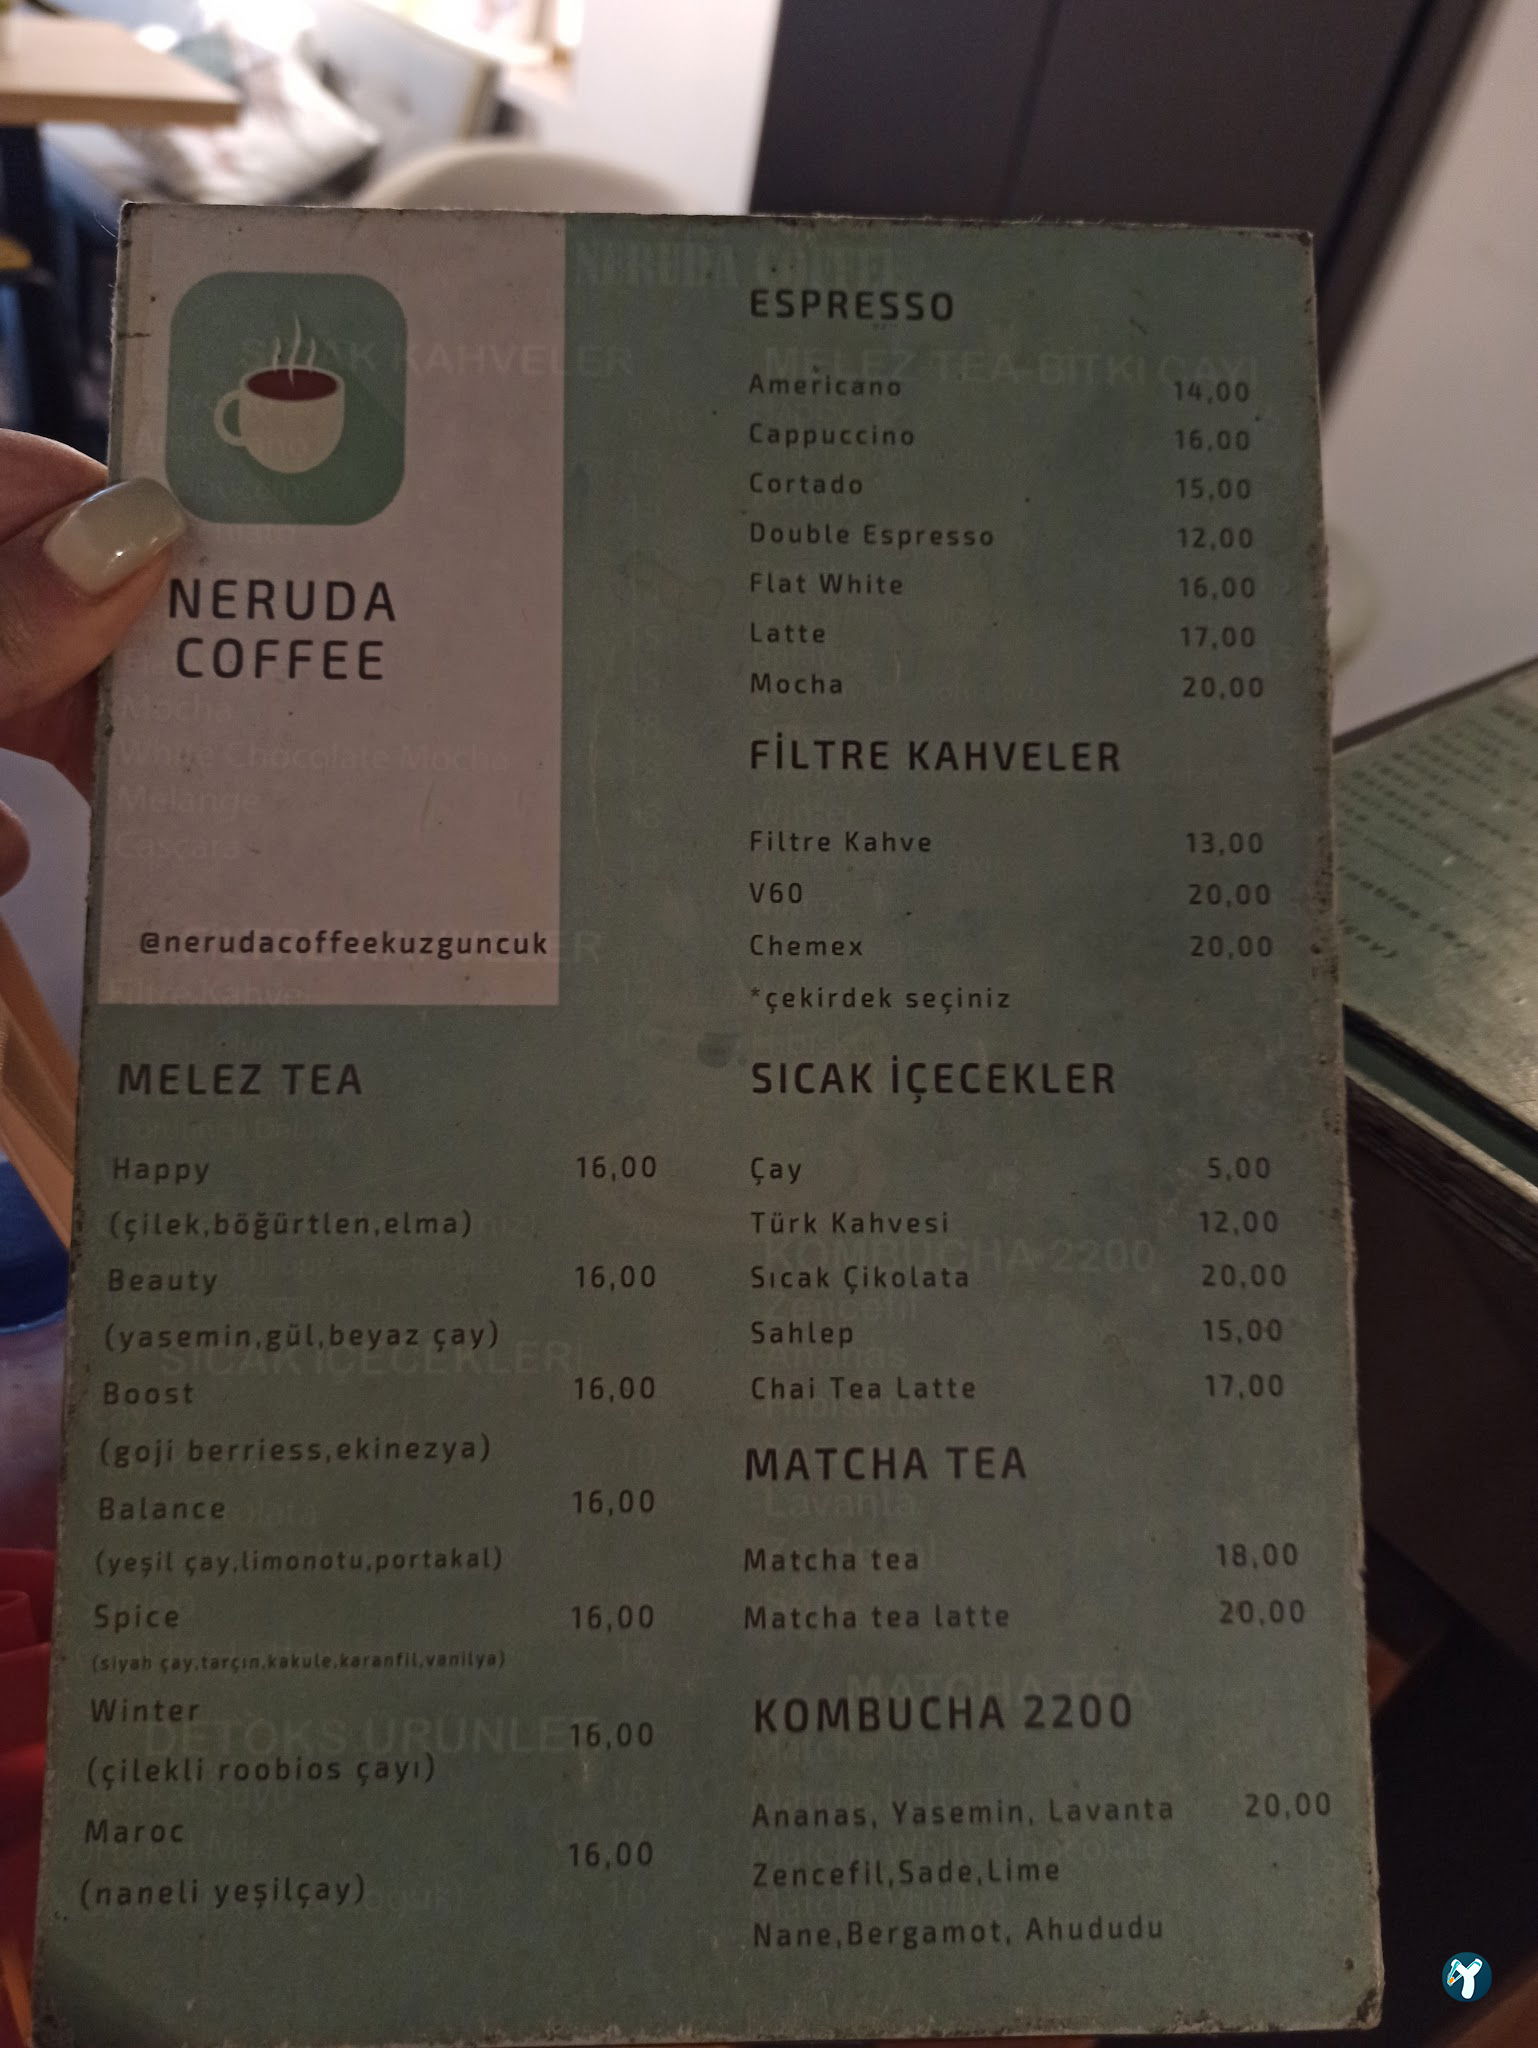 NERUDA
COFFEE
@nerudacoffeekuzguncuk
MELEZ TEA
Happy 16,00
(çilek,böğürtlen,elma)
Beauty 16,00
(yasemin,gül,beyaz çay)
Boost 16,00
(goji berriess,ekinezya)
Balance 16,00
(yeşil çay,limonotu,portakal)
Spice 16,00
(siyah çay,tarçın,kakule,karanfil,vanilya)
Winter 16,00
(çilekli roobios çayı)
Maroc 16,00
(naneli yeşilçay)
ESPRESSO
Americano 14,00
Cappuccino 16,00
Cortado 15,00
Double Espresso 12,00
Flat White 16,00
Latte 17,00
Mocha 20,00
FİLTRE KAHVELER
Filtre Kahve 13,00
V60 20,00
Chemex 20,00
*çekirdek seçiniz
SICAK İÇECEKLER
Çay 5,00
Türk Kahvesi 12,00
Sıcak Çikolata 20,00
Sahlep 15,00
Chai Tea Latte 17,00
MATCHA TEA
Matcha tea 18,00
Matcha tea latte 20,00
KOMBUCHA 2200
Ananas, Yasemin, Lavanta 20,00
Zencefil,Sade,Lime
Nane,Bergamot, Ahududu